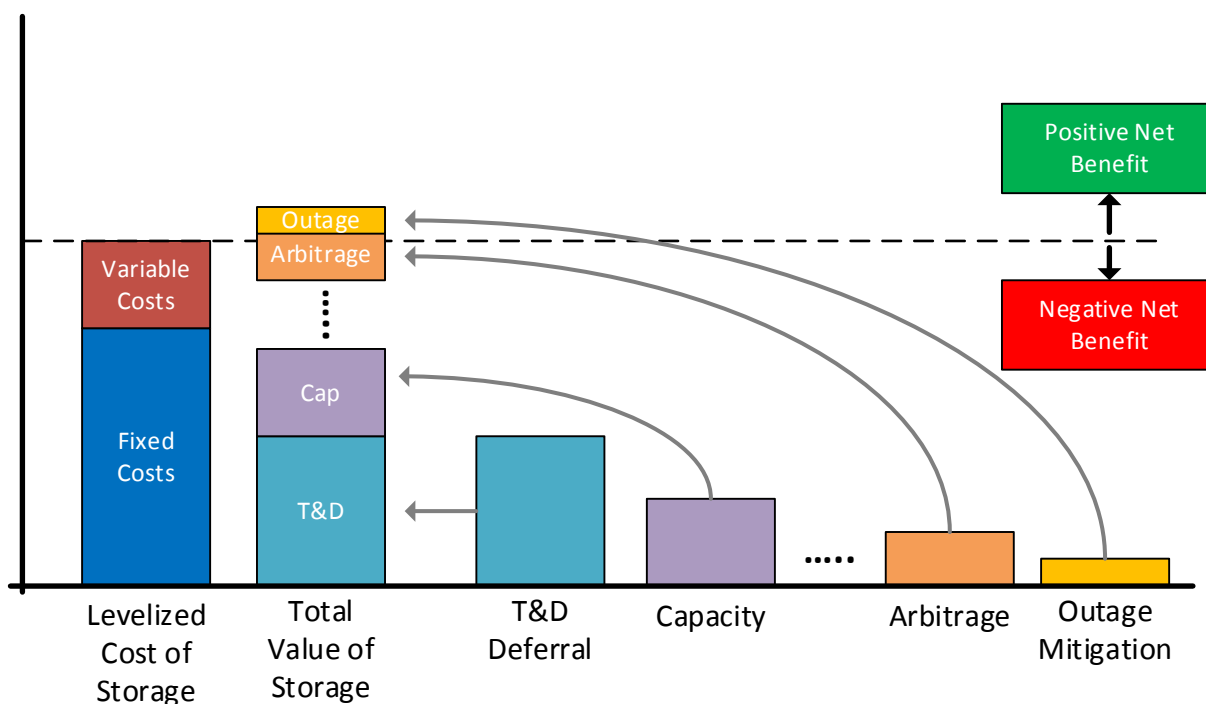 Positive Net
Benefit
Outage
Arbitrage
Variable
Costs
Negative Net
Benefit
Cap
Fixed
Costs
T&D
Levelized
Cost of
Storage
Total
Value of
Storage
T&D
Deferral
Capacity
Arbitrage
Outage
Mitigation